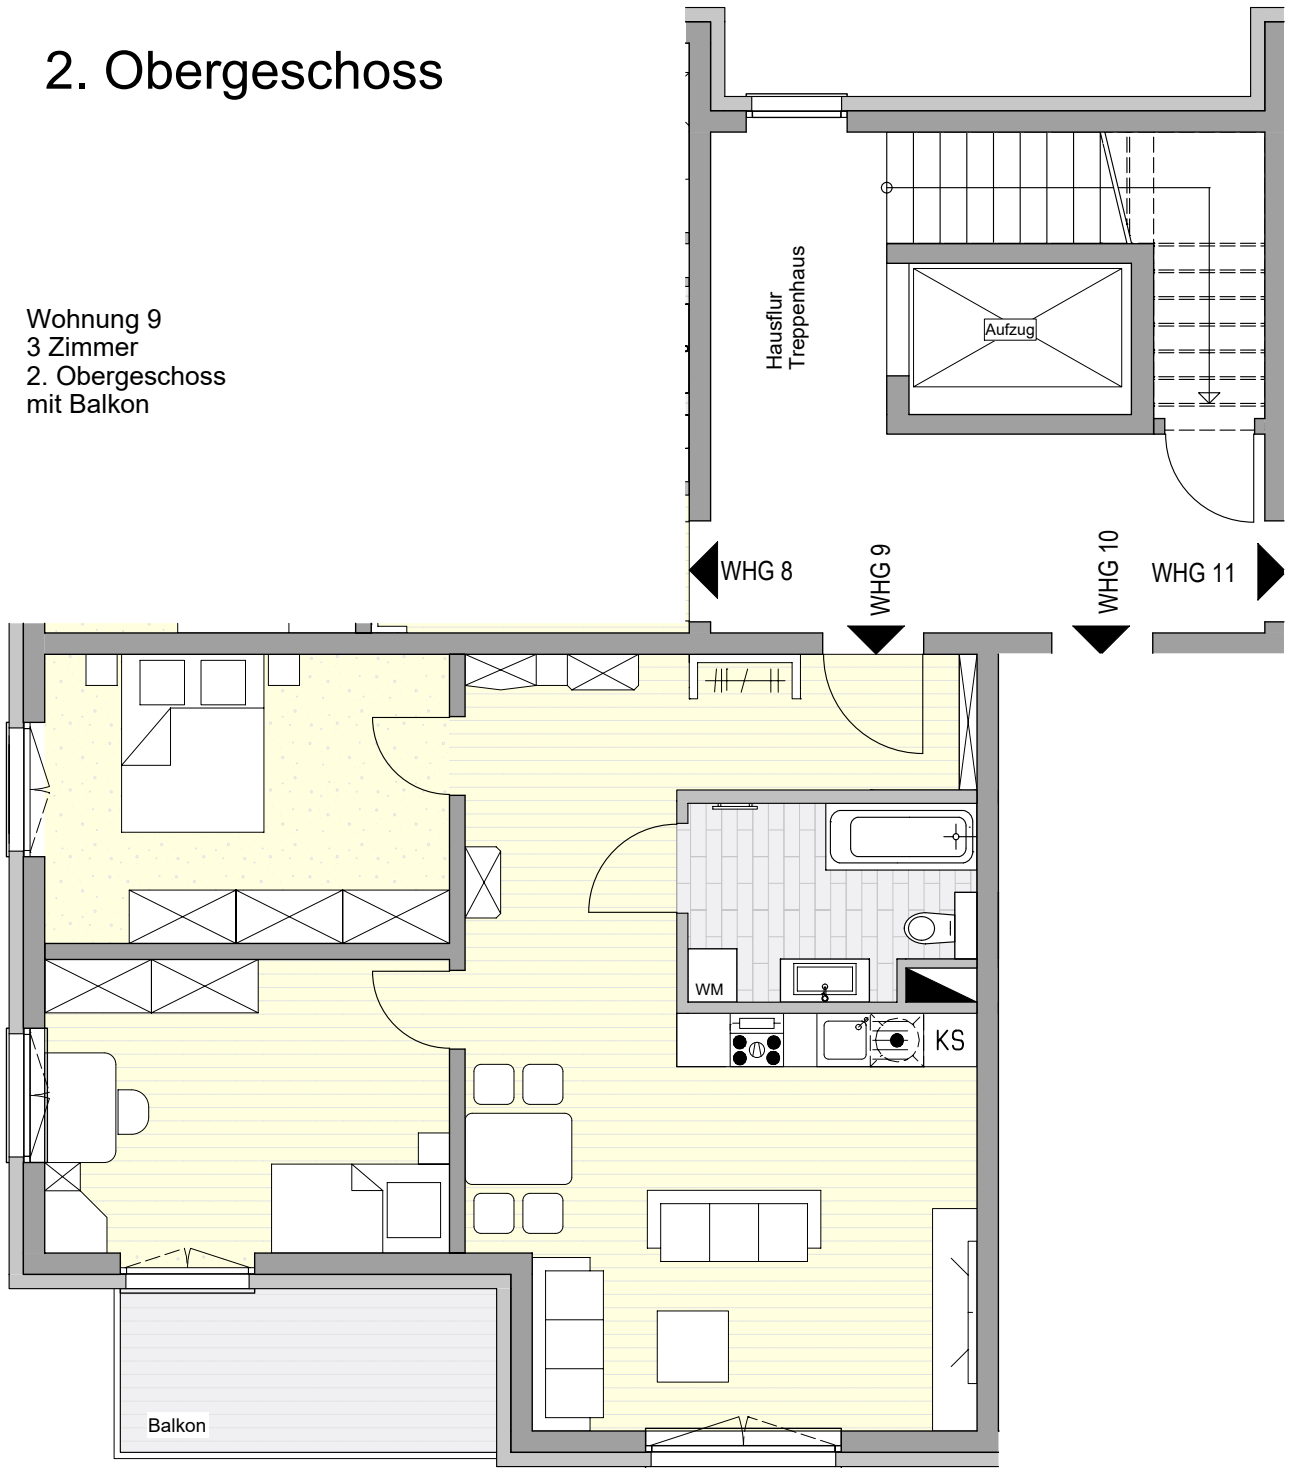 2. Obergeschoss
Wohnung 9
3 Zimmer
2. Obergeschoss
mit Balkon
Hausflur
Treppenhaus
Aufzug
WHG 8
WHG 9
WHG 10
WHG 11
WM
KS
Balkon